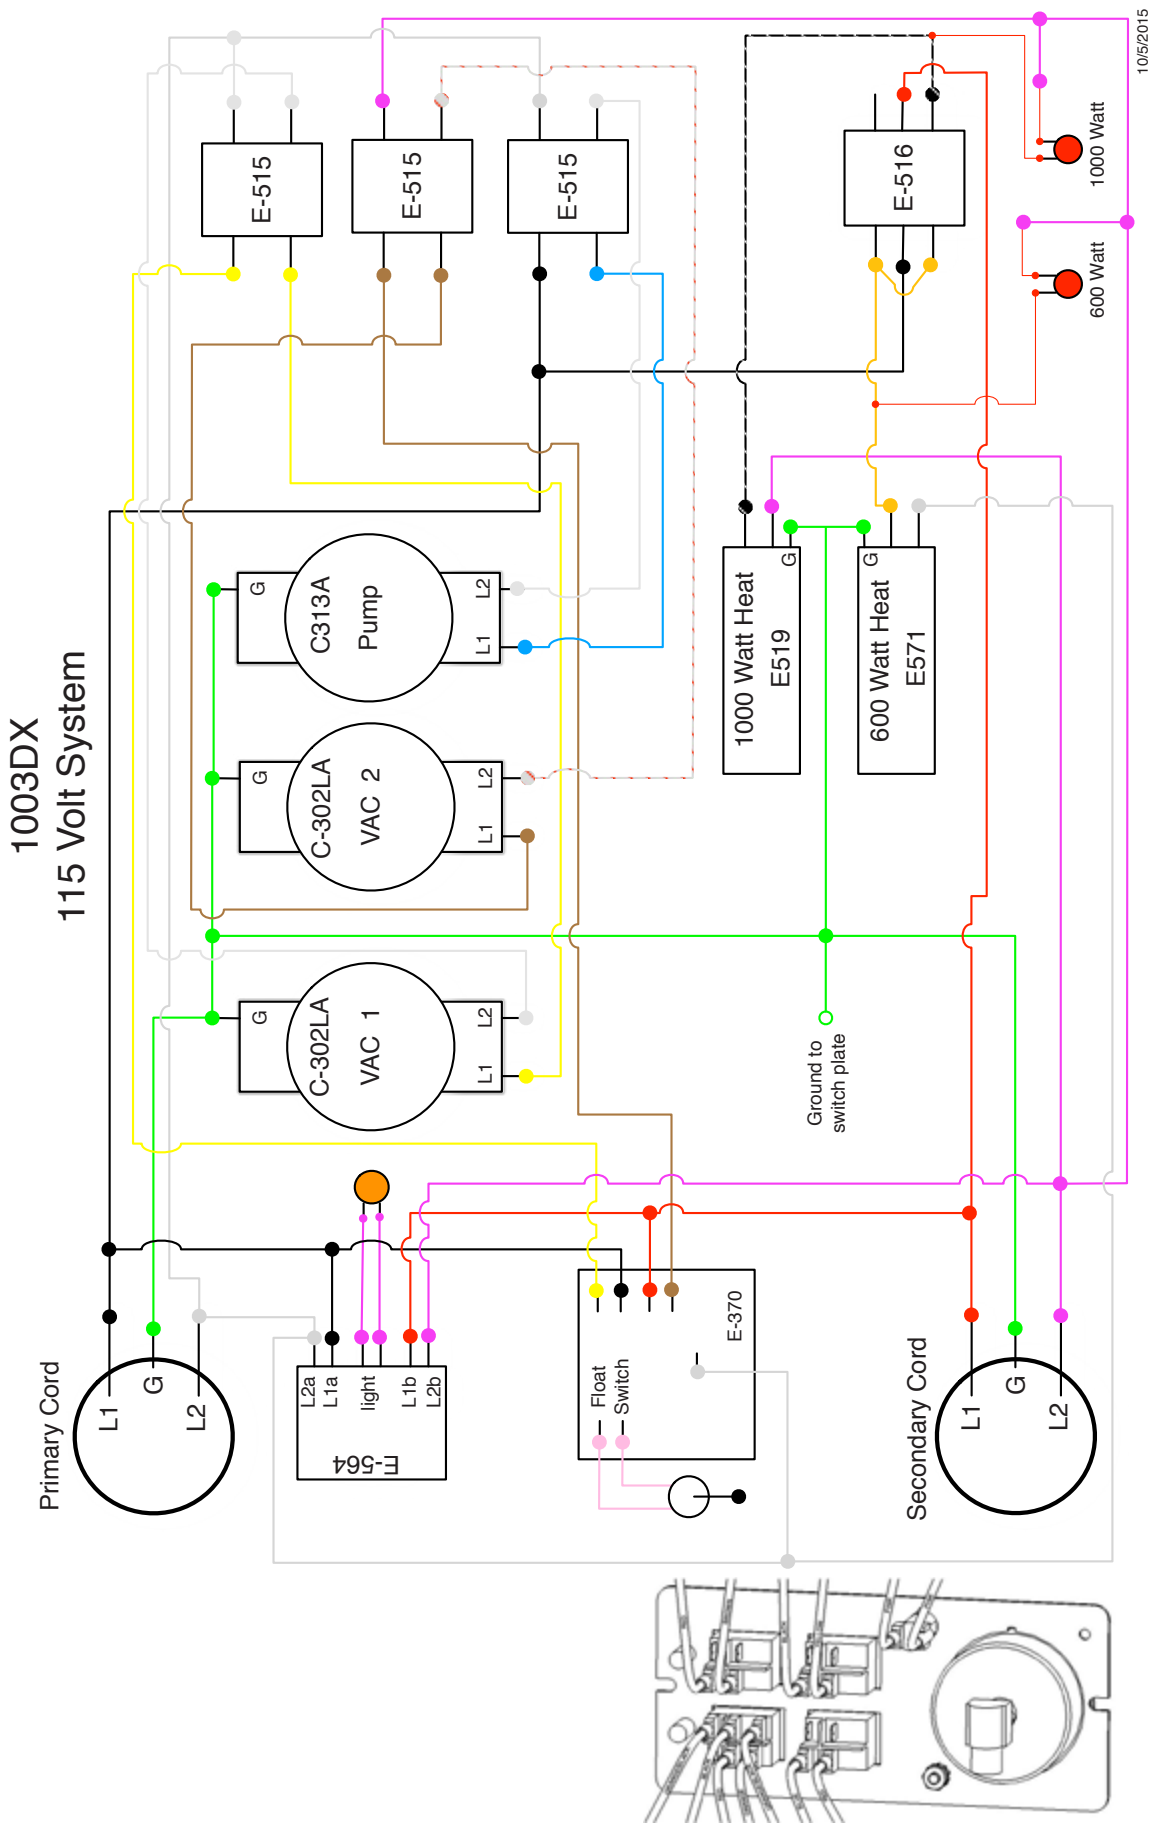 1003DX
115 Volt System
10/5/2015
E-515
E-515
E-515
E-516
1000 Watt
600 Watt
G
C313A
Pump
L1
L2
G
C-302LA
VAC 2
L1
L2
G
C-302LA
VAC 1
L1
L2
G
1000 Watt Heat
E519
G
600 Watt Heat
E571
Ground to
switch plate
Primary Cord
L1
G
L2
L2a
L1a
light
L1b
L2b
E-564
Float
Switch
E-370
Secondary Cord
L1
G
L2